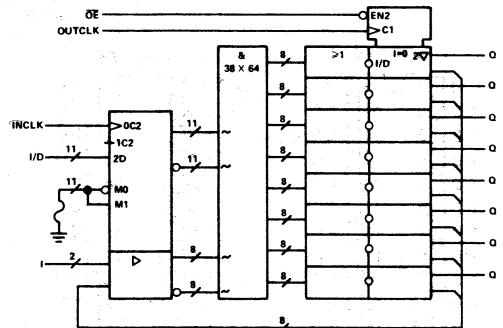 OE
EN2
OUTCLK
C1
&
38 X 64
8
≥1
I=0 2▽
I/D
Q
8
Q
8
Q
8
Q
8
Q
8
Q
8
Q
8
Q
INCLK
0C2
1C2
I/D
11
2D
11
M0
M1
11
~
11
~
I
2
▷
8
~
8
~
8